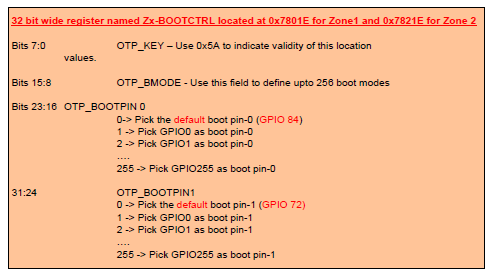 32 bit wide register named Zx-BOOTCTRL located at 0x7801E for Zone1 and 0x7821E for Zone 2
Bits 7:0 OTP_KEY – Use 0x5A to indicate validity of this location
values.
Bits 15:8 OTP_BMODE - Use this field to define upto 256 boot modes
Bits 23:16 OTP_BOOTPIN 0
0-> Pick the default boot pin-0 (GPIO 84)
1 -> Pick GPIO0 as boot pin-0
2 -> Pick GPIO1 as boot pin-0
....
255 -> Pick GPIO255 as boot pin-0
31:24 OTP_BOOTPIN1
0 -> Pick the default boot pin-1 (GPIO 72)
1 -> Pick GPIO0 as boot pin-1
2 -> Pick GPIO1 as boot pin-1
....
255 -> Pick GPIO255 as boot pin-1